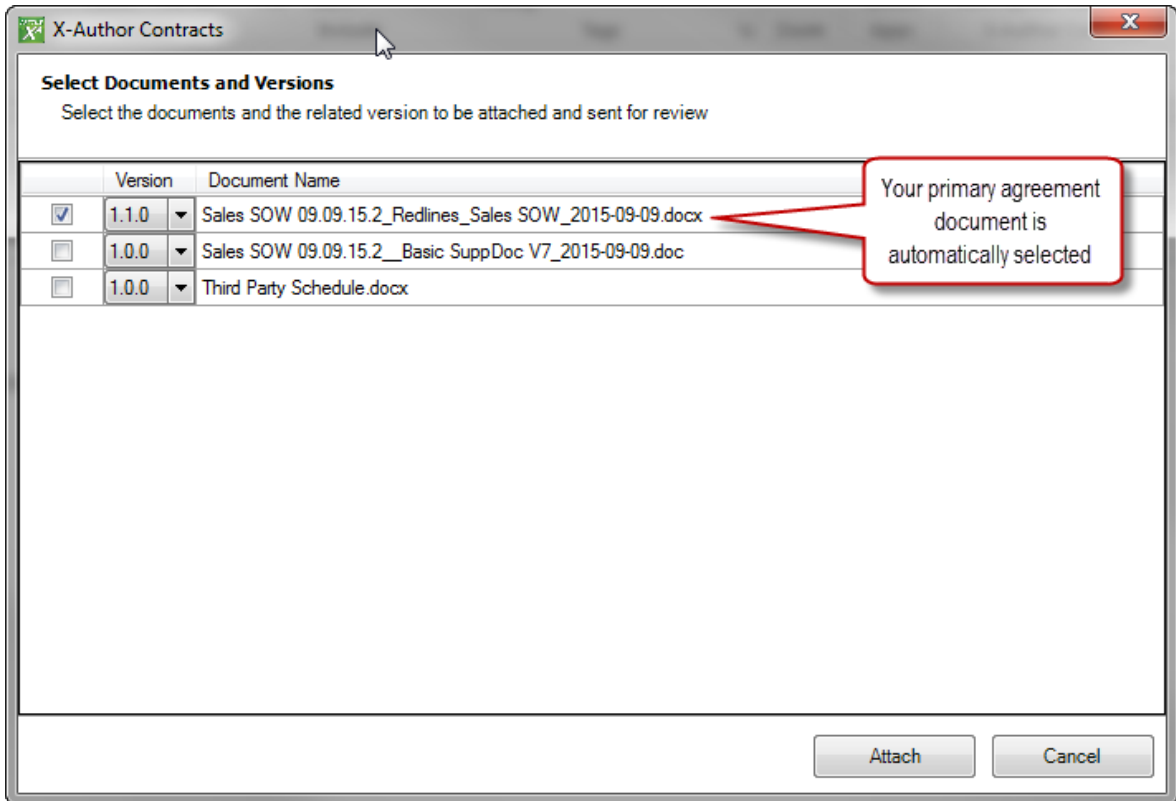 X-Author Contracts
Select Documents and Versions
Select the documents and the related version to be attached and sent for review
Version Document Name
1.1.0 Sales SOW 09.09.15.2_Redlines_Sales SOW_2015-09-09.docx
1.0.0 Sales SOW 09.09.15.2__Basic SuppDoc V7_2015-09-09.doc
1.0.0 Third Party Schedule.docx
Your primary agreement
document is
automatically selected
Attach Cancel